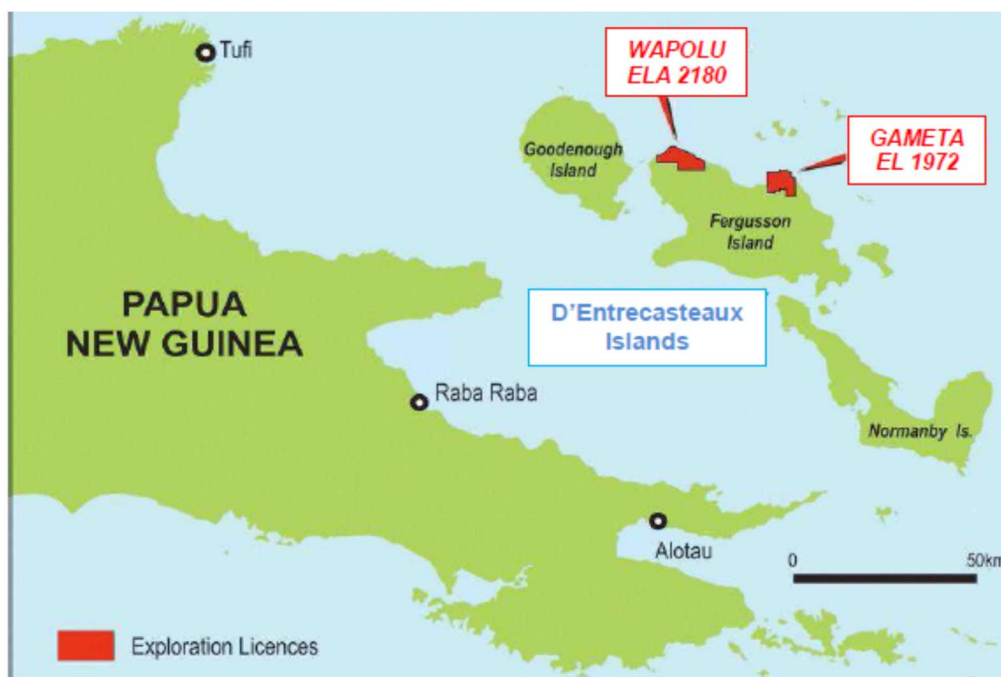 Tufi
WAPOLU
ELA 2180
GAMETA
EL 1972
Goodenough
Island
Fergusson
Island
PAPUA
NEW GUINEA
D'Entrecasteaux
Islands
Raba Raba
Normanby Is.
Alotau
0 50km
Exploration Licences